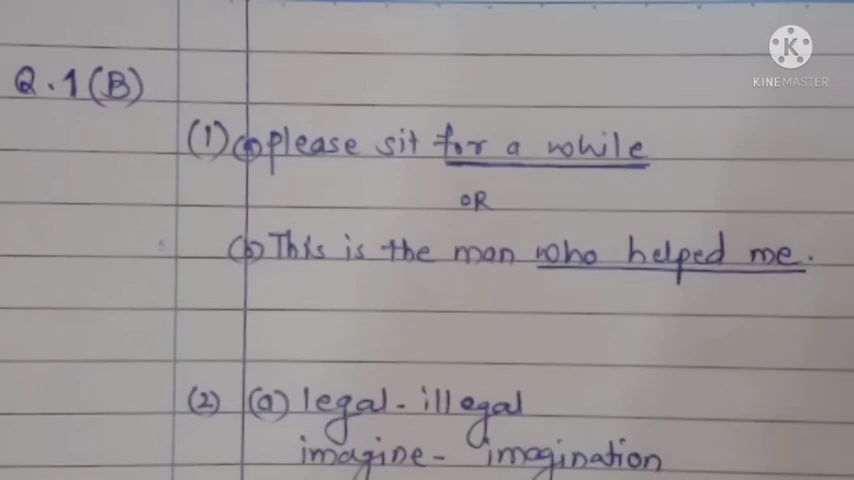 K
KINEMASTER
Q.1(B)
(1) (a) please sit for a while
OR
(b) This is the man who helped me.
(2) (a) legal - illegal
imagine - imagination